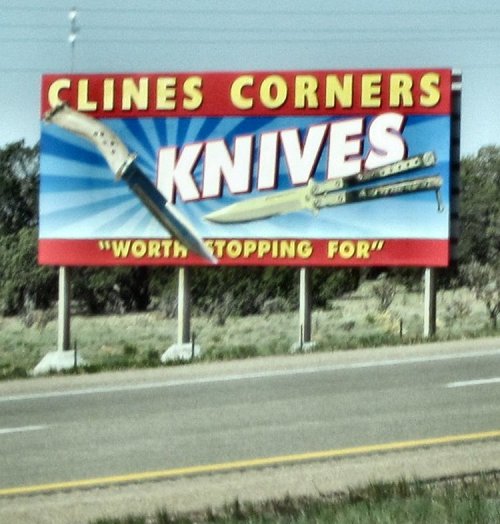 CLINES CORNERS
KNIVES
"WORTH STOPPING FOR"